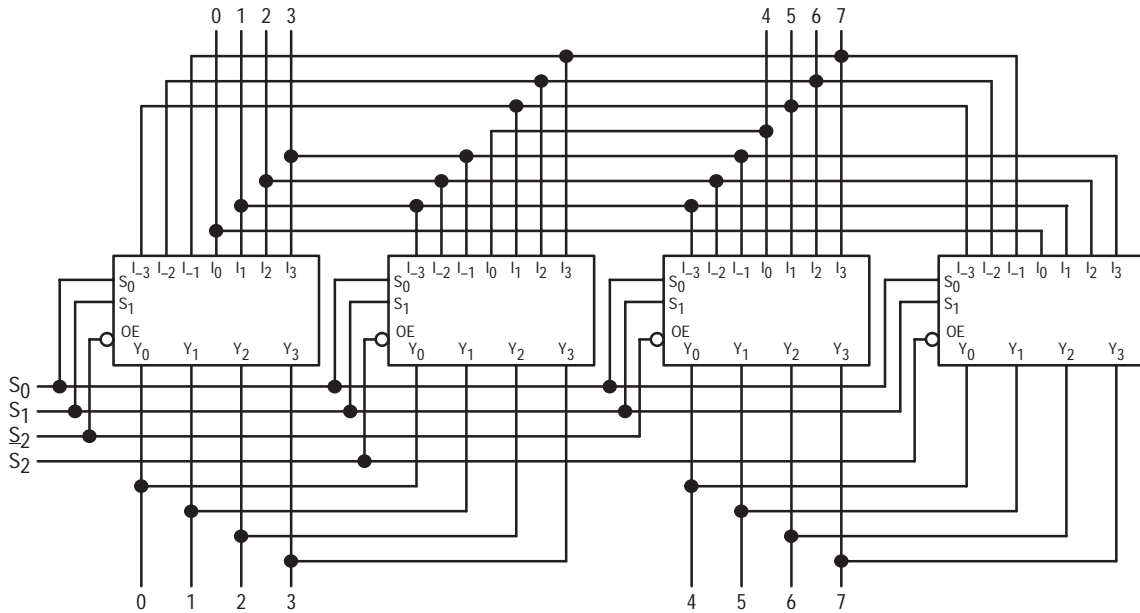 0 1 2 3 4 5 6 7
I–3 I–2 I–1 I0 I1 I2 I3 I–3 I–2 I–1 I0 I1 I2 I3 I–3 I–2 I–1 I0 I1 I2 I3 I–3 I–2 I–1 I0 I1 I2 I3
S0 S0 S0 S0
S1 S1 S1 S1
OE OE OE OE
Y0 Y1 Y2 Y3 Y0 Y1 Y2 Y3 Y0 Y1 Y2 Y3 Y0 Y1 Y2 Y3
S0
S1
S2
S2
0 1 2 3 4 5 6 7